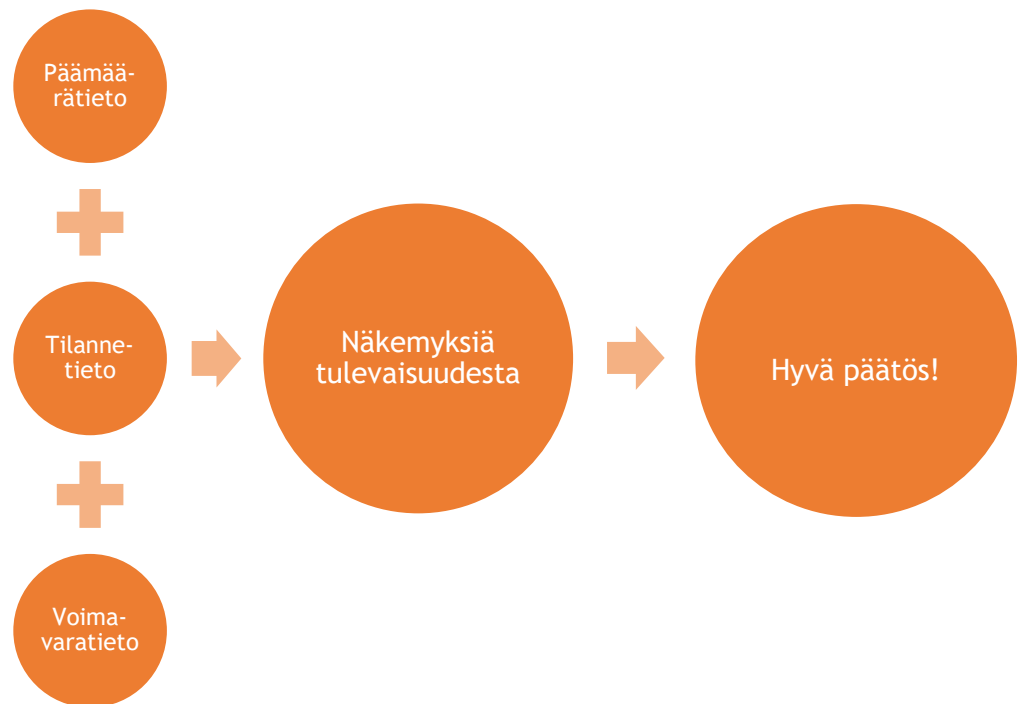 Päämää-
rätieto
Tilanne-
tieto
Voima-
varatieto
Näkemyksiä
tulevaisuudesta
Hyvä päätös!